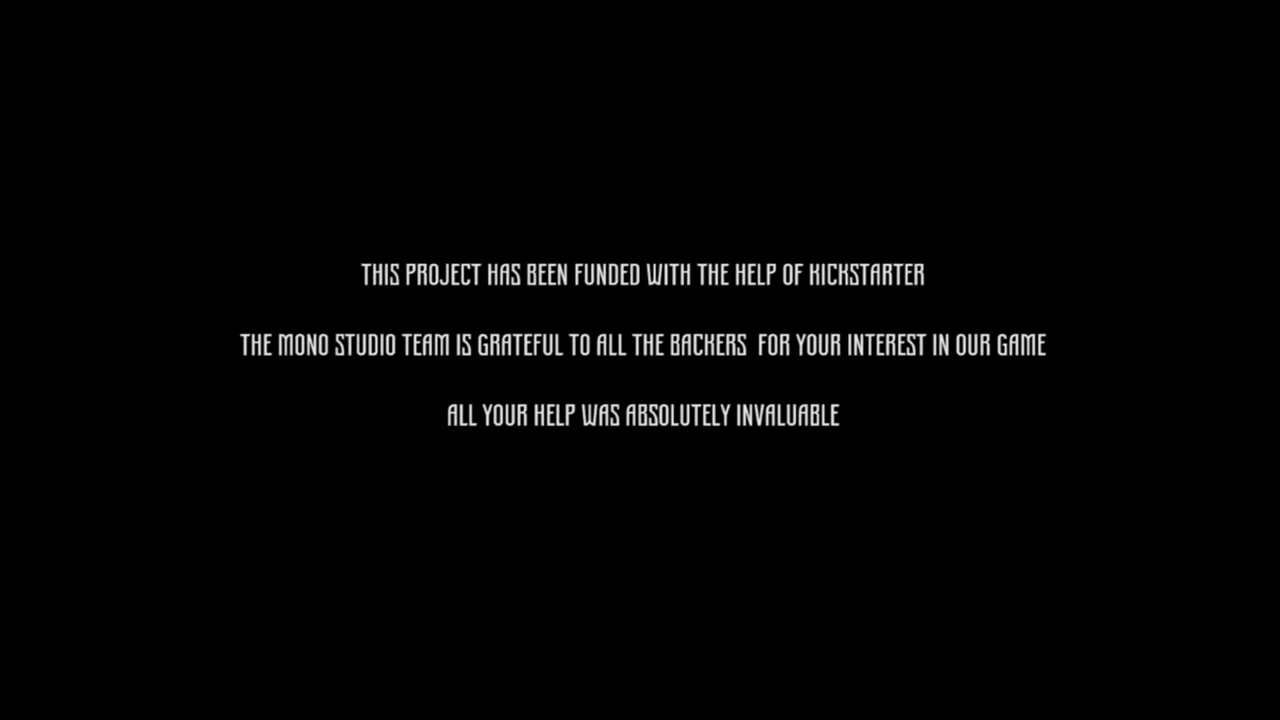 THIS PROJECT HAS BEEN FUNDED WITH THE HELP OF KICKSTARTER
THE MONO STUDIO TEAM IS GRATEFUL TO ALL THE BACKERS  FOR YOUR INTEREST IN OUR GAME
ALL YOUR HELP WAS ABSOLUTELY INVALUABLE